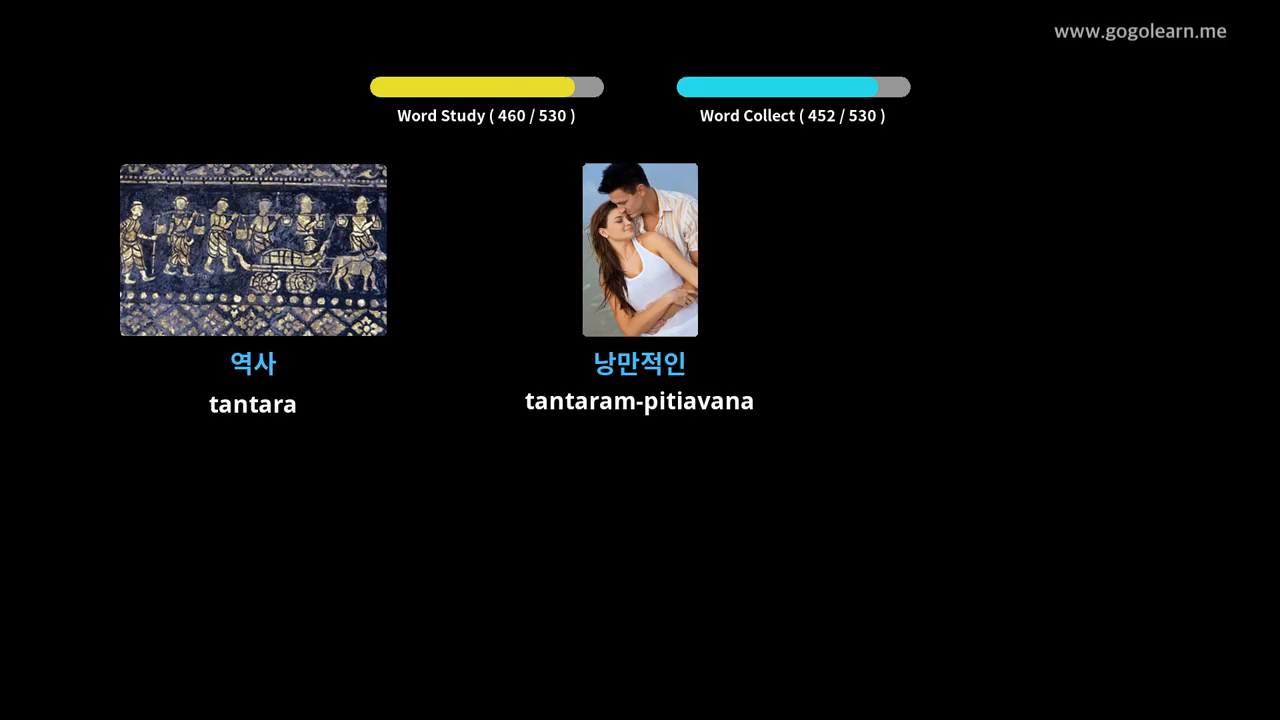 www.gogolearn.me
Word Study ( 460 / 530 )
Word Collect ( 452 / 530 )
역사
tantara
낭만적인
tantaram-pitiavana